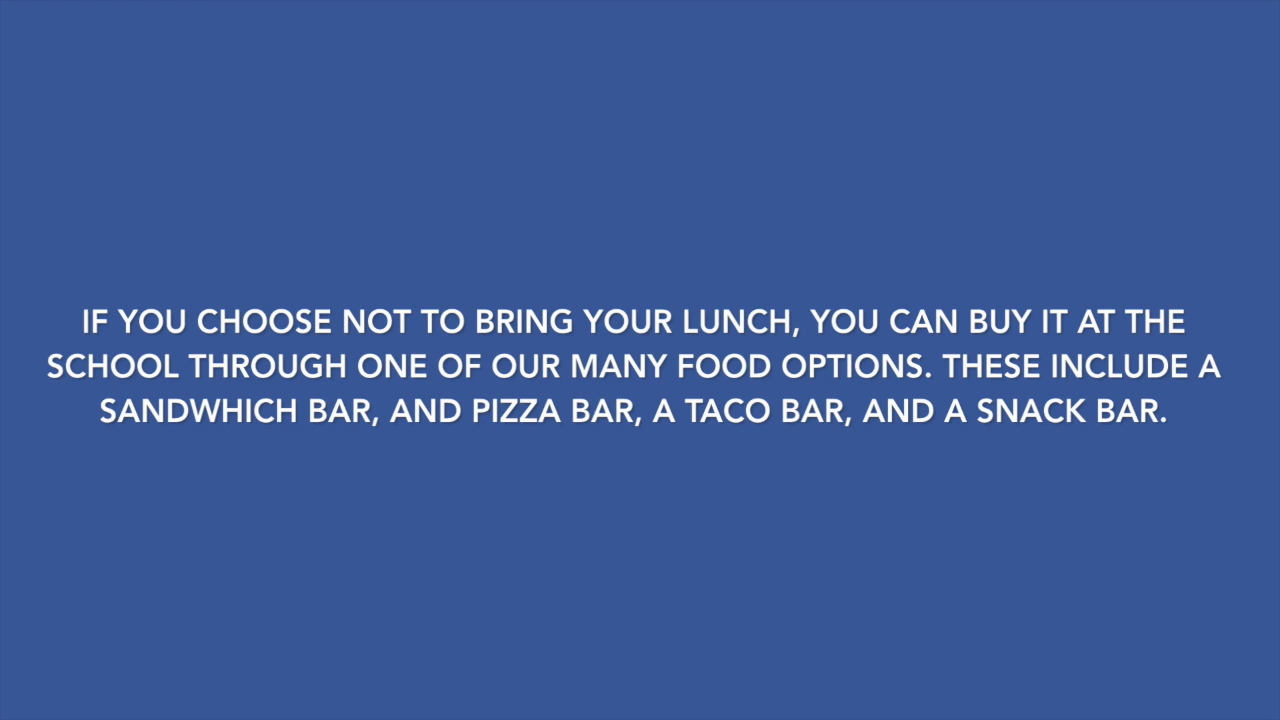 IF YOU CHOOSE NOT TO BRING YOUR LUNCH, YOU CAN BUY IT AT THE
SCHOOL THROUGH ONE OF OUR MANY FOOD OPTIONS. THESE INCLUDE A
SANDWHICH BAR, AND PIZZA BAR, A TACO BAR, AND A SNACK BAR.